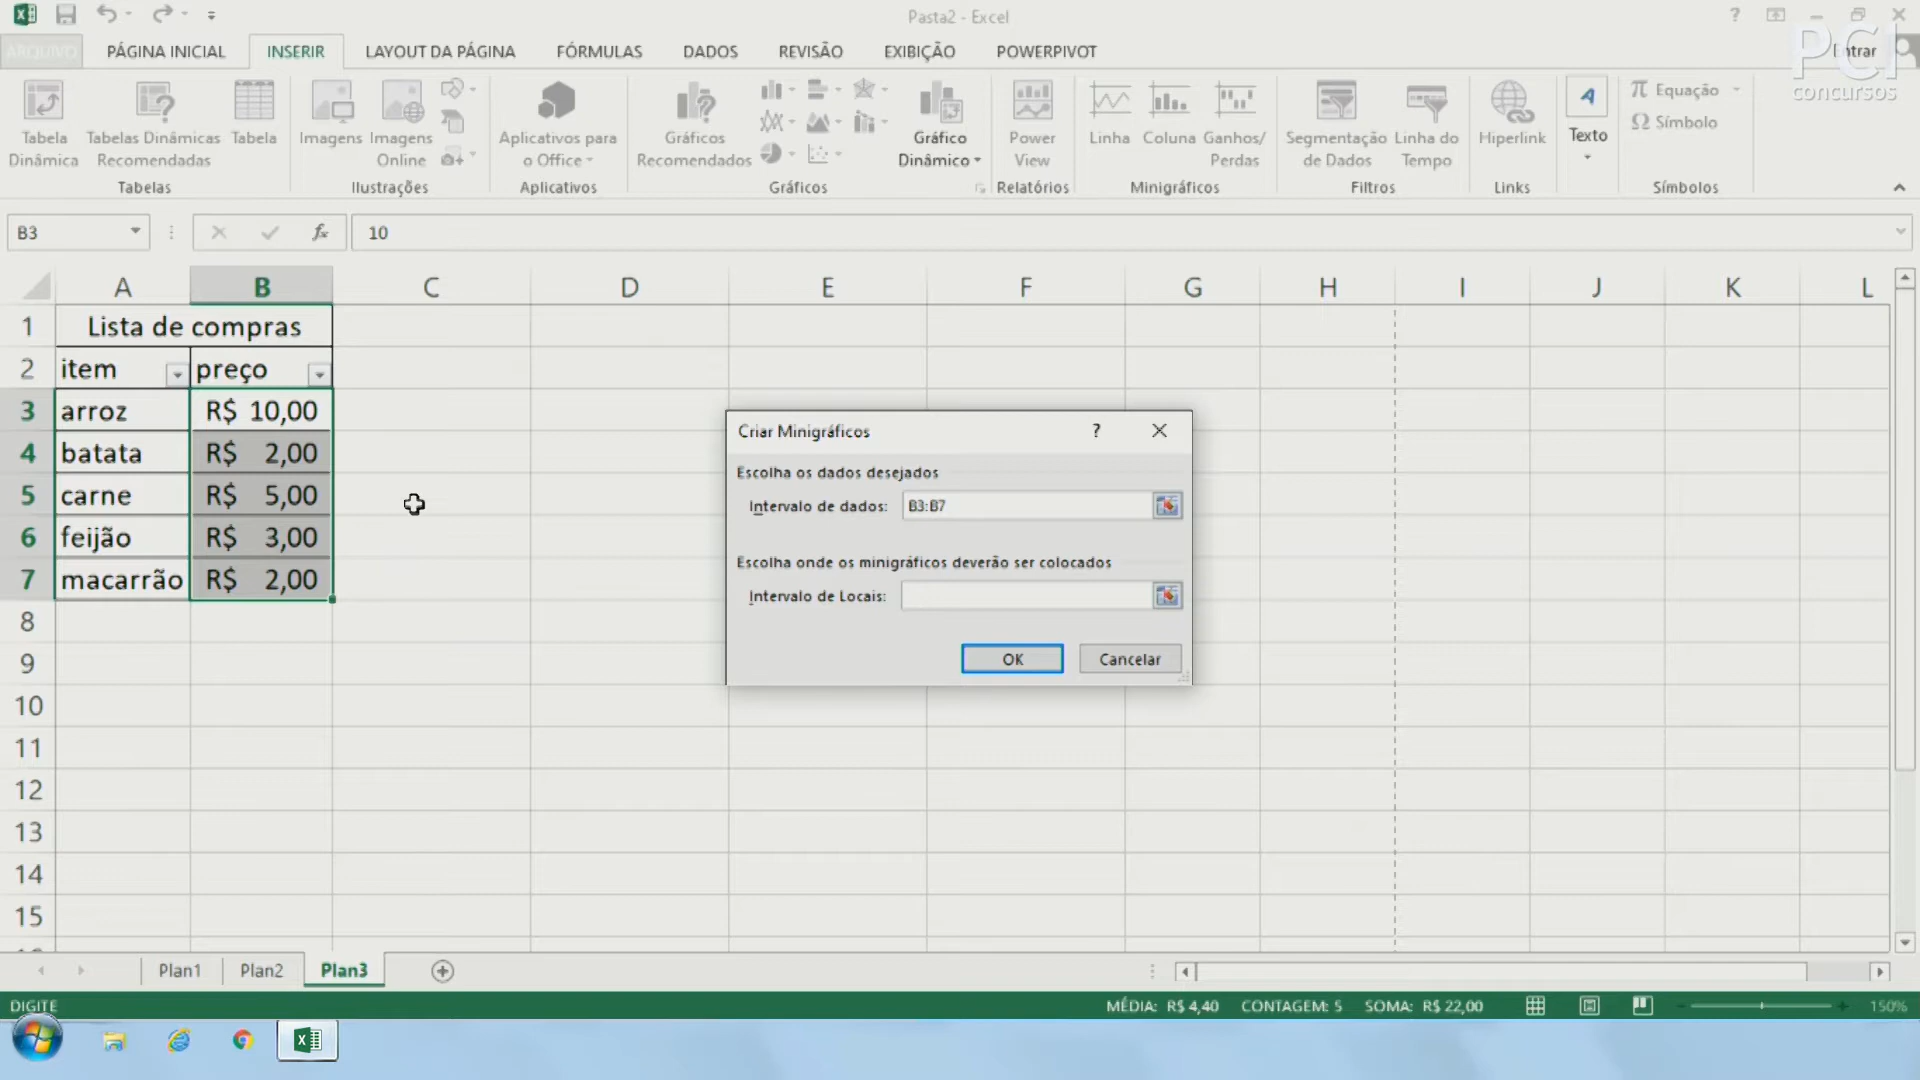 Pasta2 - Excel
?
ARQUIVO PÁGINA INICIAL INSERIR LAYOUT DA PÁGINA FÓRMULAS DADOS REVISÃO EXIBIÇÃO POWERPIVOT Entrar
PCI
concursos
Tabela
Dinâmica
Tabelas Dinâmicas
Recomendadas
Tabela
Tabelas
Imagens
Imagens
Online
Ilustrações
Aplicativos para
o Office
Aplicativos
Gráficos
Recomendados
Gráfico
Dinâmico
Gráficos
Power
View
Relatórios
Linha
Coluna
Ganhos/
Perdas
Minigráficos
Segmentação
de Dados
Linha do
Tempo
Filtros
Hiperlink
Links
A
Texto
π Equação
Ω Símbolo
Símbolos
B3 fx 10
A B C D E F G H I J K L
1 Lista de compras
2 item preço
3 arroz R$ 10,00
4 batata R$ 2,00
5 carne R$ 5,00
6 feijão R$ 3,00
7 macarrão R$ 2,00
8
9
10
11
12
13
14
15
Criar Minigráficos ?
Escolha os dados desejados
Intervalo de dados: B3:B7
Escolha onde os minigráficos deverão ser colocados
Intervalo de Locais:
OK Cancelar
Plan1 Plan2 Plan3
DIGITE MÉDIA: R$ 4,40 CONTAGEM: 5 SOMA: R$ 22,00 150%